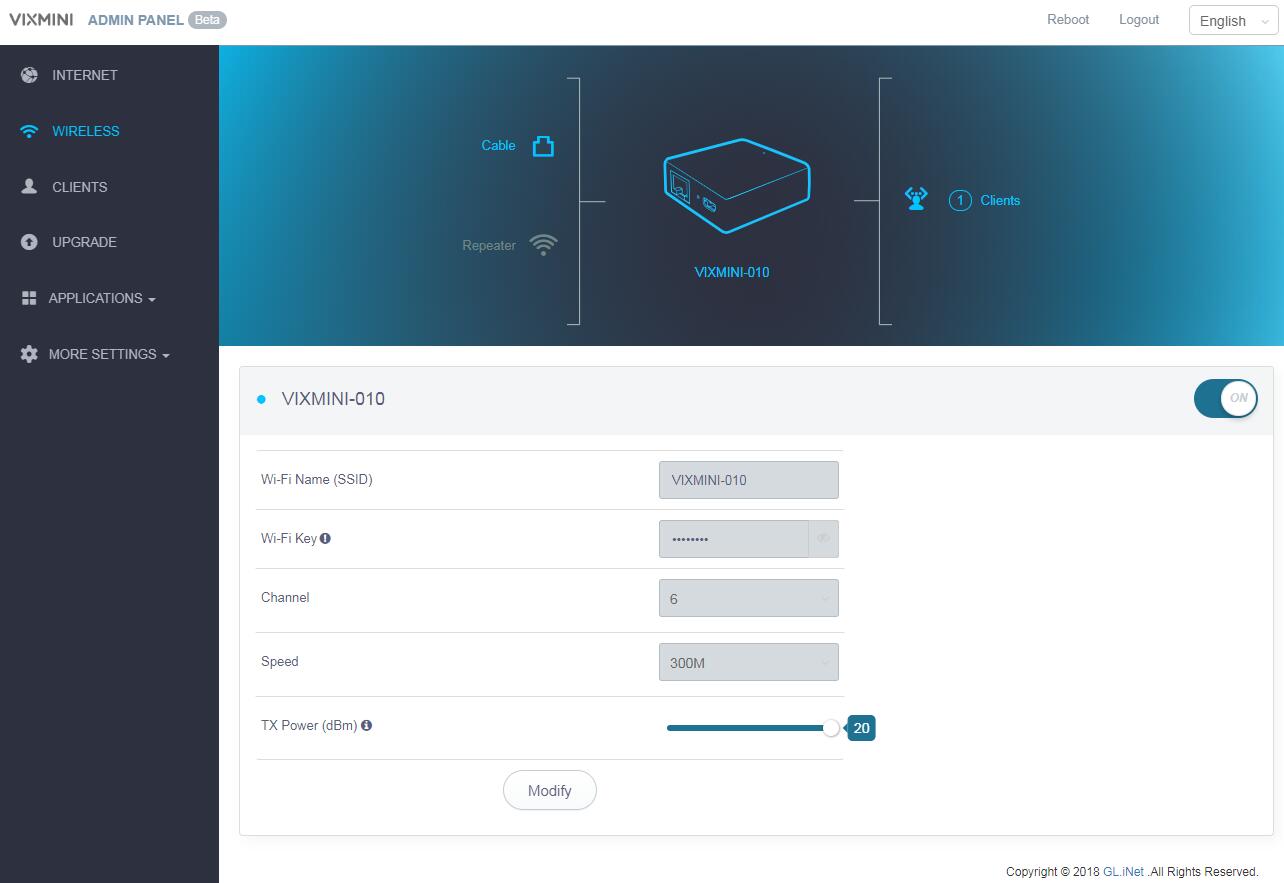 VIXMINI ADMIN PANEL Beta
Reboot Logout English
INTERNET
WIRELESS
CLIENTS
UPGRADE
APPLICATIONS
MORE SETTINGS
Cable
Repeater
VIXMINI-010
1 Clients
VIXMINI-010 ON
Wi-Fi Name (SSID) VIXMINI-010
Wi-Fi Key ••••••••
Channel 6
Speed 300M
TX Power (dBm) 20
Modify
Copyright © 2018 GL.iNet .All Rights Reserved.